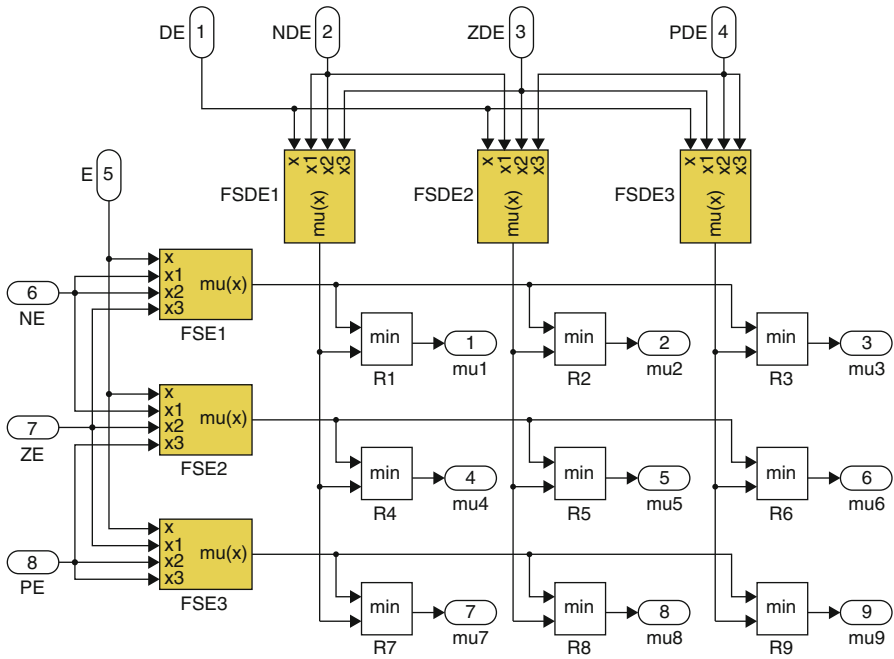 DE 1 NDE 2 ZDE 3 PDE 4
E 5
x x1 x2 x3
mu(x)
FSDE1
x x1 x2 x3
mu(x)
FSDE2
x x1 x2 x3
mu(x)
FSDE3
6
NE
x
x1
x2
x3
mu(x)
FSE1
min
R1
1
mu1
min
R2
2
mu2
min
R3
3
mu3
7
ZE
x
x1
x2
x3
mu(x)
FSE2
min
R4
4
mu4
min
R5
5
mu5
min
R6
6
mu6
8
PE
x
x1
x2
x3
mu(x)
FSE3
min
R7
7
mu7
min
R8
8
mu8
min
R9
9
mu9